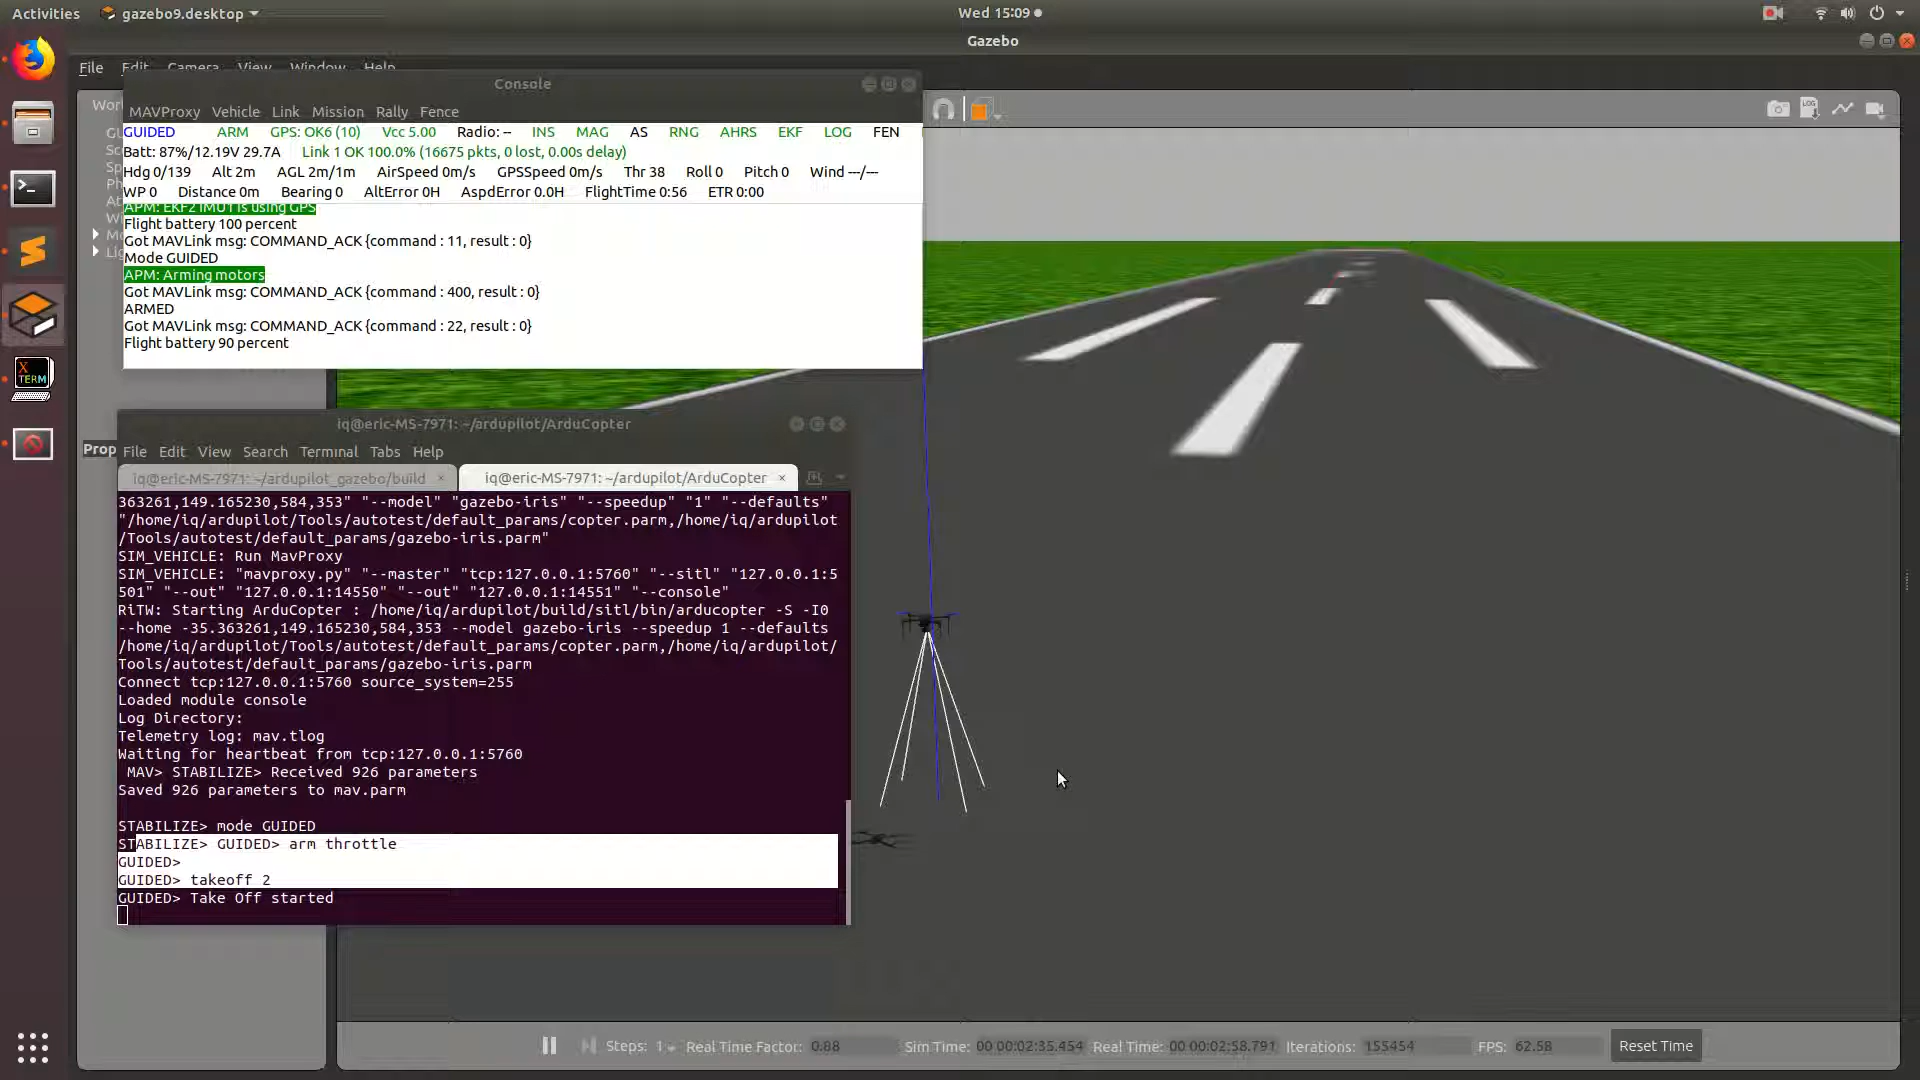 Activities gazebo9.desktop Wed 15:09
Gazebo
File Edit Camera View Window Help
Console
MAVProxy Vehicle Link Mission Rally Fence
GUIDED ARM GPS: OK6 (10) Vcc 5.00 Radio: -- INS MAG AS RNG AHRS EKF LOG FEN
Batt: 87%/12.19V 29.7A Link 1 OK 100.0% (16675 pkts, 0 lost, 0.00s delay)
Hdg 0/139 Alt 2m AGL 2m/1m AirSpeed 0m/s GPSSpeed 0m/s Thr 38 Roll 0 Pitch 0 Wind ---/---
WP 0 Distance 0m Bearing 0 AltError 0H AspdError 0.0H FlightTime 0:56 ETR 0:00
APM: EKF2 IMU1 is using GPS
Flight battery 100 percent
Got MAVLink msg: COMMAND_ACK {command : 11, result : 0}
Mode GUIDED
APM: Arming motors
Got MAVLink msg: COMMAND_ACK {command : 400, result : 0}
ARMED
Got MAVLink msg: COMMAND_ACK {command : 22, result : 0}
Flight battery 90 percent
LOG
X
TERM
Prop
iq@eric-MS-7971: ~/ardupilot/ArduCopter
File Edit View Search Terminal Tabs Help
iq@eric-MS-7971: ~/ardupilot_gazebo/build × iq@eric-MS-7971: ~/ardupilot/ArduCopter ×
363261,149.165230,584,353" "--model" "gazebo-iris" "--speedup" "1" "--defaults"
"/home/iq/ardupilot/Tools/autotest/default_params/copter.parm,/home/iq/ardupilot
/Tools/autotest/default_params/gazebo-iris.parm"
SIM_VEHICLE: Run MavProxy
SIM_VEHICLE: "mavproxy.py" "--master" "tcp:127.0.0.1:5760" "--sitl" "127.0.0.1:5
501" "--out" "127.0.0.1:14550" "--out" "127.0.0.1:14551" "--console"
RiTW: Starting ArduCopter : /home/iq/ardupilot/build/sitl/bin/arducopter -S -I0
--home -35.363261,149.165230,584,353 --model gazebo-iris --speedup 1 --defaults
/home/iq/ardupilot/Tools/autotest/default_params/copter.parm,/home/iq/ardupilot/
Tools/autotest/default_params/gazebo-iris.parm
Connect tcp:127.0.0.1:5760 source_system=255
Loaded module console
Log Directory:
Telemetry log: mav.tlog
Waiting for heartbeat from tcp:127.0.0.1:5760
MAV> STABILIZE> Received 926 parameters
Saved 926 parameters to mav.parm
STABILIZE> mode GUIDED
STABILIZE> GUIDED> arm throttle
GUIDED>
GUIDED> takeoff 2
GUIDED> Take Off started
Steps: 1 Real Time Factor: 0.88 Sim Time: 00 00:02:35.454 Real Time: 00 00:02:58.791 Iterations: 155454 FPS: 62.58 Reset Time